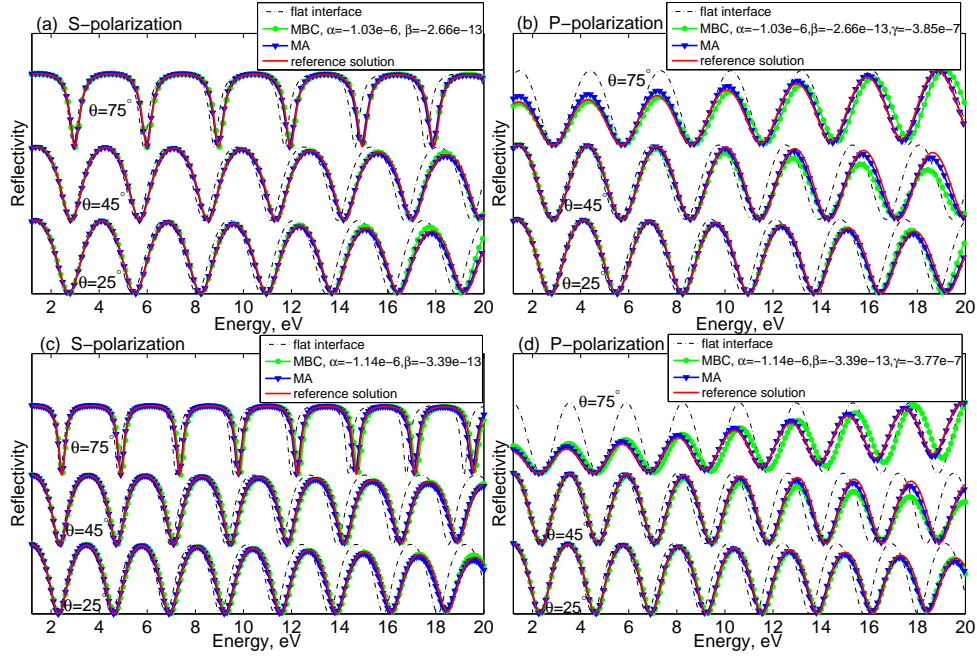 (a) S−polarization
flat interface
MBC, α=−1.03e−6, β=−2.66e−13
MA
reference solution
θ=75°
θ=45°
θ=25°
Reflectivity
2 4 6 8 10 12 14 16 18 20
Energy, eV
(b) P−polarization
flat interface
MBC, α=−1.03e−6,β=−2.66e−13,γ=−3.85e−7
MA
reference solution
θ=75°
θ=45°
θ=25°
Reflectivity
2 4 6 8 10 12 14 16 18 20
Energy, eV
(c) S−polarization
flat interface
MBC, α=−1.14e−6,β=−3.39e−13
MA
reference solution
θ=75°
θ=45°
θ=25°
Reflectivity
2 4 6 8 10 12 14 16 18 20
Energy, eV
(d) P−polarization
flat interface
MBC, α=−1.14e−6,β=−3.39e−13,γ=−3.77e−7
MA
reference solution
θ=75°
θ=45°
θ=25°
Reflectivity
2 4 6 8 10 12 14 16 18 20
Energy, eV